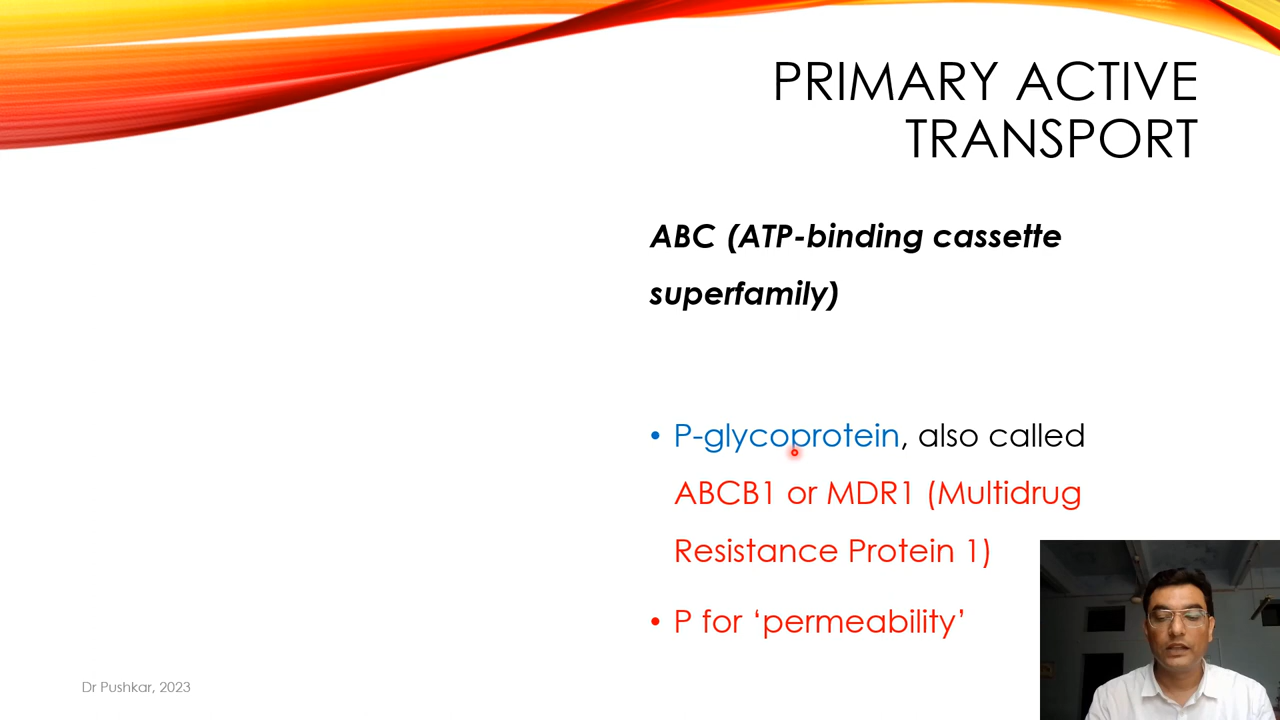 PRIMARY ACTIVE
TRANSPORT
ABC (ATP-binding cassette
superfamily)
• P-glycoprotein, also called
ABCB1 or MDR1 (Multidrug
Resistance Protein 1)
• P for ‘permeability’
Dr Pushkar, 2023